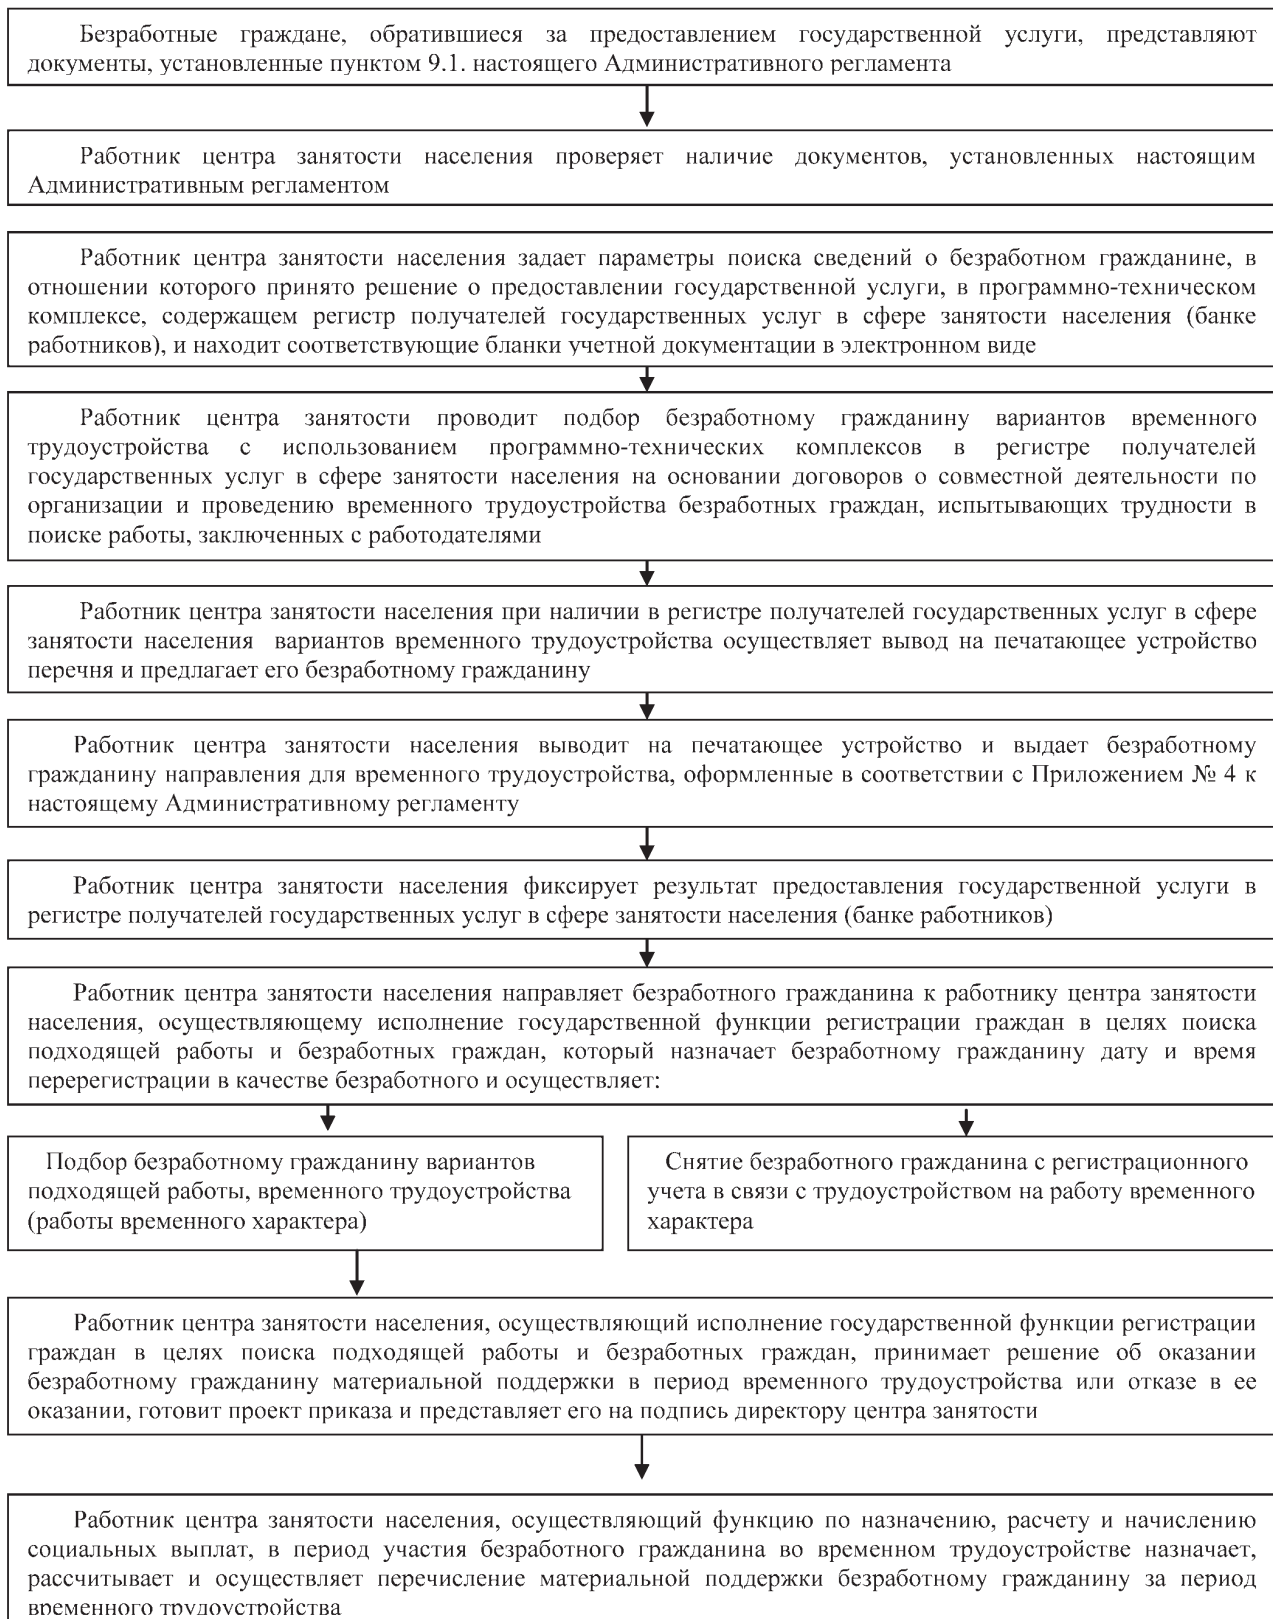 Безработные граждане, обратившиеся за предоставлением государственной услуги, представляют
документы, установленные пунктом 9.1. настоящего Административного регламента
Работник центра занятости населения проверяет наличие документов, установленных настоящим
Административным регламентом
Работник центра занятости населения задает параметры поиска сведений о безработном гражданине, в
отношении которого принято решение о предоставлении государственной услуги, в программно-техническом
комплексе, содержащем регистр получателей государственных услуг в сфере занятости населения (банке
работников), и находит соответствующие бланки учетной документации в электронном виде
Работник центра занятости проводит подбор безработному гражданину вариантов временного
трудоустройства с использованием программно-технических комплексов в регистре получателей
государственных услуг в сфере занятости населения на основании договоров о совместной деятельности по
организации и проведению временного трудоустройства безработных граждан, испытывающих трудности в
поиске работы, заключенных с работодателями
Работник центра занятости населения при наличии в регистре получателей государственных услуг в сфере
занятости населения вариантов временного трудоустройства осуществляет вывод на печатающее устройство
перечня и предлагает его безработному гражданину
Работник центра занятости населения выводит на печатающее устройство и выдает безработному
гражданину направления для временного трудоустройства, оформленные в соответствии с Приложением № 4 к
настоящему Административному регламенту
Работник центра занятости населения фиксирует результат предоставления государственной услуги в
регистре получателей государственных услуг в сфере занятости населения (банке работников)
Работник центра занятости населения направляет безработного гражданина к работнику центра занятости
населения, осуществляющему исполнение государственной функции регистрации граждан в целях поиска
подходящей работы и безработных граждан, который назначает безработному гражданину дату и время
перерегистрации в качестве безработного и осуществляет:
Подбор безработному гражданину вариантов
подходящей работы, временного трудоустройства
(работы временного характера)
Снятие безработного гражданина с регистрационного
учета в связи с трудоустройством на работу временного
характера
Работник центра занятости населения, осуществляющий исполнение государственной функции регистрации
граждан в целях поиска подходящей работы и безработных граждан, принимает решение об оказании
безработному гражданину материальной поддержки в период временного трудоустройства или отказе в ее
оказании, готовит проект приказа и представляет его на подпись директору центра занятости
Работник центра занятости населения, осуществляющий функцию по назначению, расчету и начислению
социальных выплат, в период участия безработного гражданина во временном трудоустройстве назначает,
рассчитывает и осуществляет перечисление материальной поддержки безработному гражданину за период
временного трудоустройства